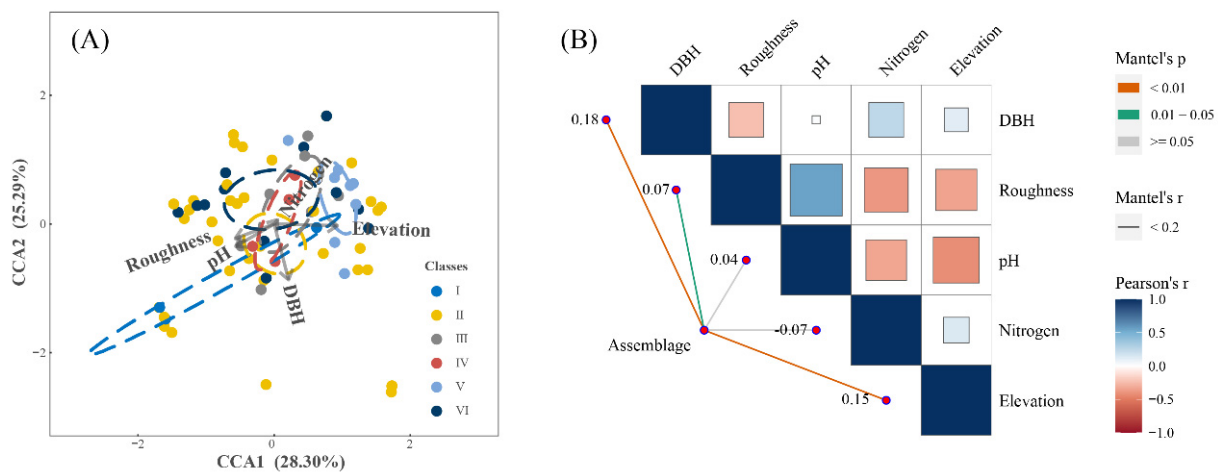 (A)
2
0
−2
−2
0
2
CCA2 (25.29%)
CCA1 (28.30%)
Nitrogen
Elevation
Roughness
pH
DBH
Classes
I
II
III
IV
V
VI
(B)
DBH
Roughness
pH
Nitrogen
Elevation
DBH
Roughness
pH
Nitrogen
Elevation
0.18
0.07
0.04
-0.07
0.15
Assemblage
Mantel's p
< 0.01
0.01 − 0.05
>= 0.05
Mantel's r
< 0.2
Pearson's r
1.0
0.5
0.0
−0.5
−1.0